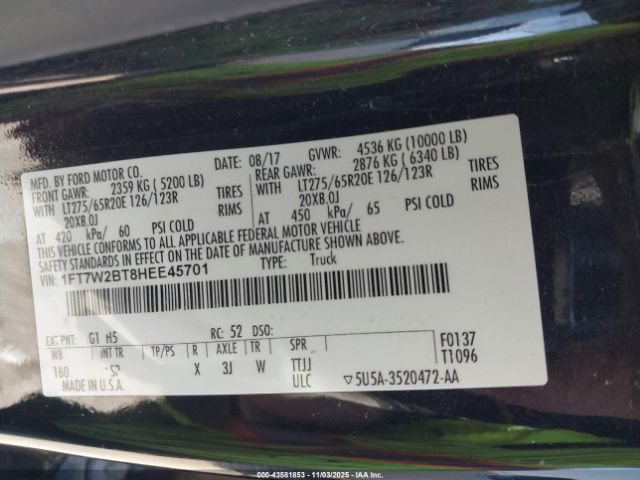 MFD. BY FORD MOTOR CO.
DATE: 08/17 GVWR: 4536 KG (10000 LB)
FRONT GAWR: 2359 KG (5200 LB) REAR GAWR: 2876 KG (6340 LB)
WITH LT275/65R20E 126/123R TIRES WITH LT275/65R20E 126/123R TIRES
20X8.0J RIMS 20X8.0J RIMS
AT 420 kPa/ 60 PSI COLD AT 450 kPa/ 65 PSI COLD
THIS VEHICLE CONFORMS TO ALL APPLICABLE FEDERAL MOTOR VEHICLE
SAFETY STANDARDS IN EFFECT ON THE DATE OF MANUFACTURE SHOWN ABOVE.
VIN: 1FT7W2BT8HEE45701 TYPE: Truck
EXT PNT: G1 H5 RC: 52 DSO:
WB INT TR TP/PS R AXLE TR SPR
160 X 3J W TTJJ
F0137
T1096
MADE IN U.S.A. ULC ▽5U5A-3520472-AA
000-43581853 - 11/03/2025 - IAA, Inc.